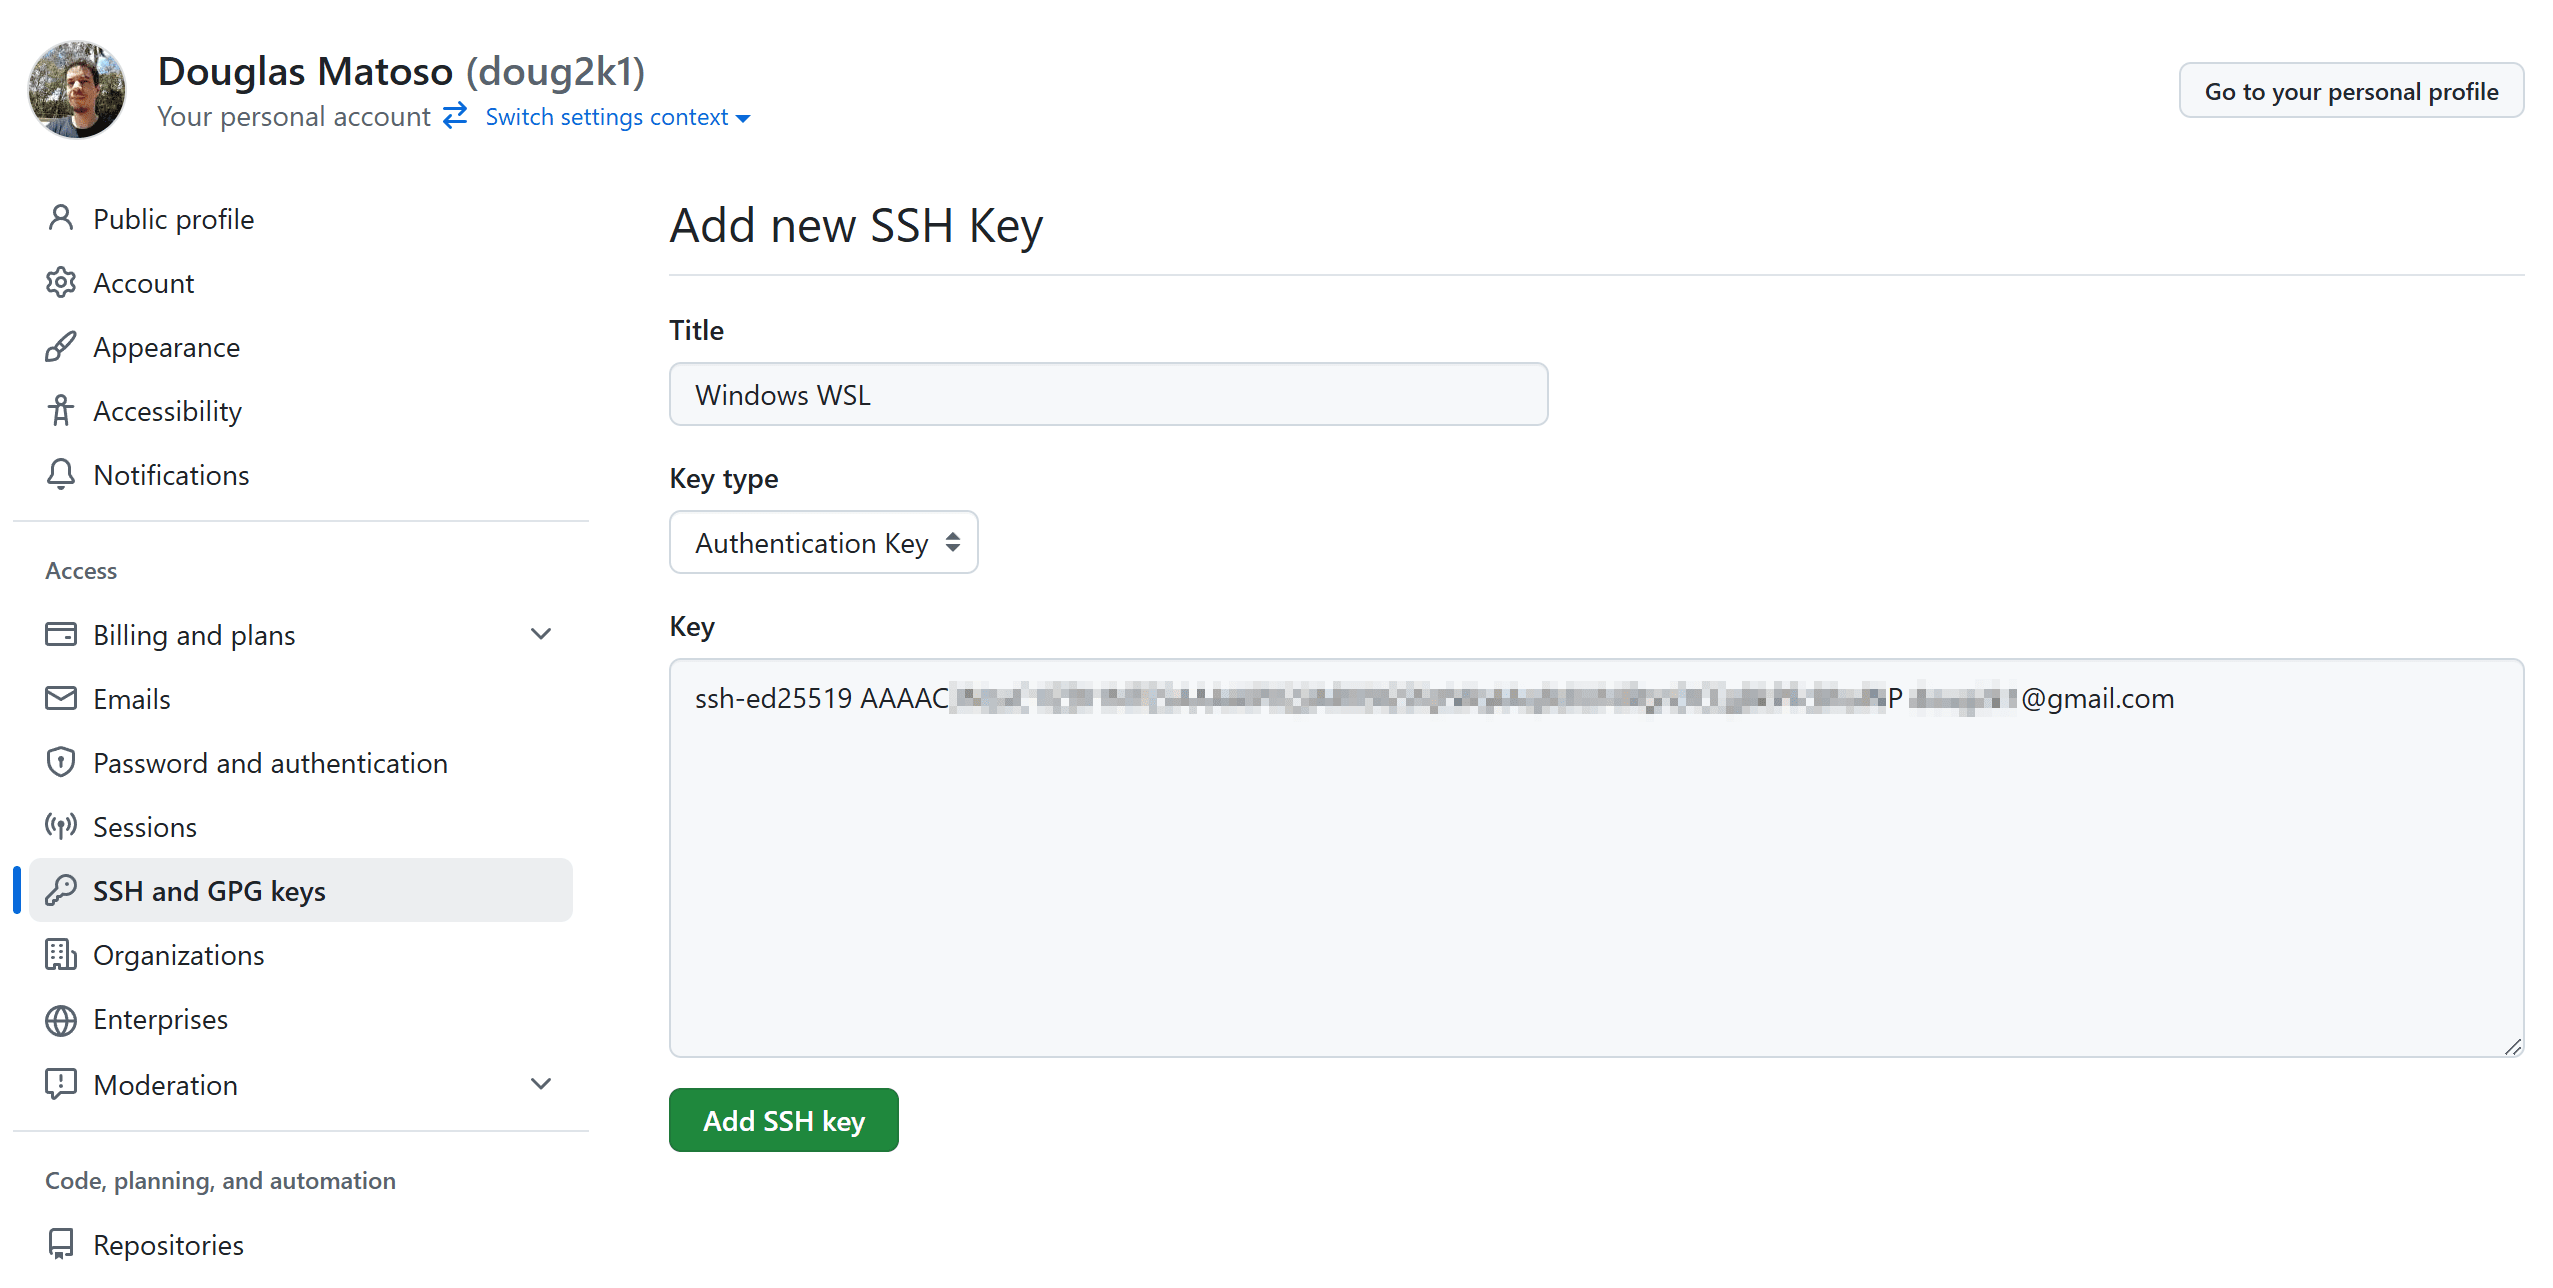 Douglas Matoso (doug2k1)
Your personal account Switch settings context
Go to your personal profile
Public profile
Account
Appearance
Accessibility
Notifications
Access
Billing and plans
Emails
Password and authentication
Sessions
SSH and GPG keys
Organizations
Enterprises
Moderation
Code, planning, and automation
Repositories
Add new SSH Key
Title
Windows WSL
Key type
Authentication Key
Key
ssh-ed25519 AAAAC P @gmail.com
Add SSH key